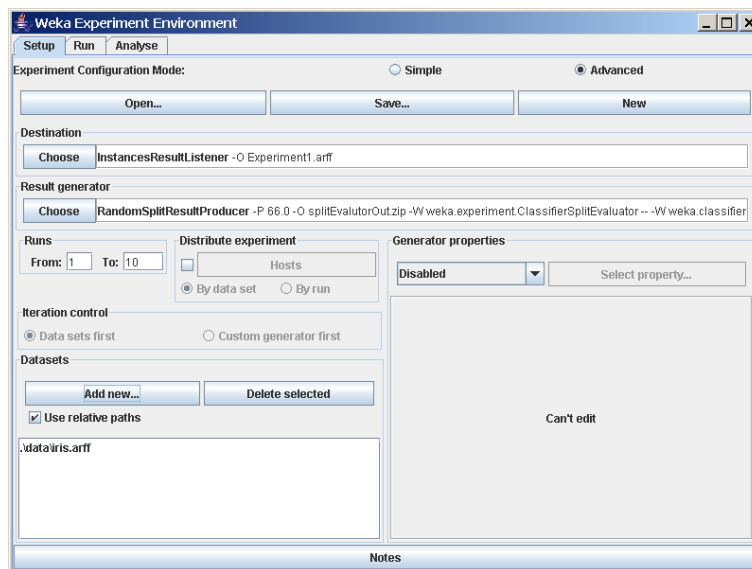 Weka Experiment Environment
Setup Run Analyse
Experiment Configuration Mode: Simple Advanced
Open... Save... New
Destination
Choose InstancesResultListener -O Experiment1.arff
Result generator
Choose RandomSplitResultProducer -P 66.0 -O splitEvalutorOut.zip -W weka.experiment.ClassifierSplitEvaluator -- -W weka.classifier
Runs Distribute experiment Generator properties
From: 1 To: 10 Hosts Disabled Select property...
By data set By run
Iteration control
Data sets first Custom generator first
Datasets
Add new... Delete selected
Use relative paths Can't edit
.\data\iris.arff
Notes